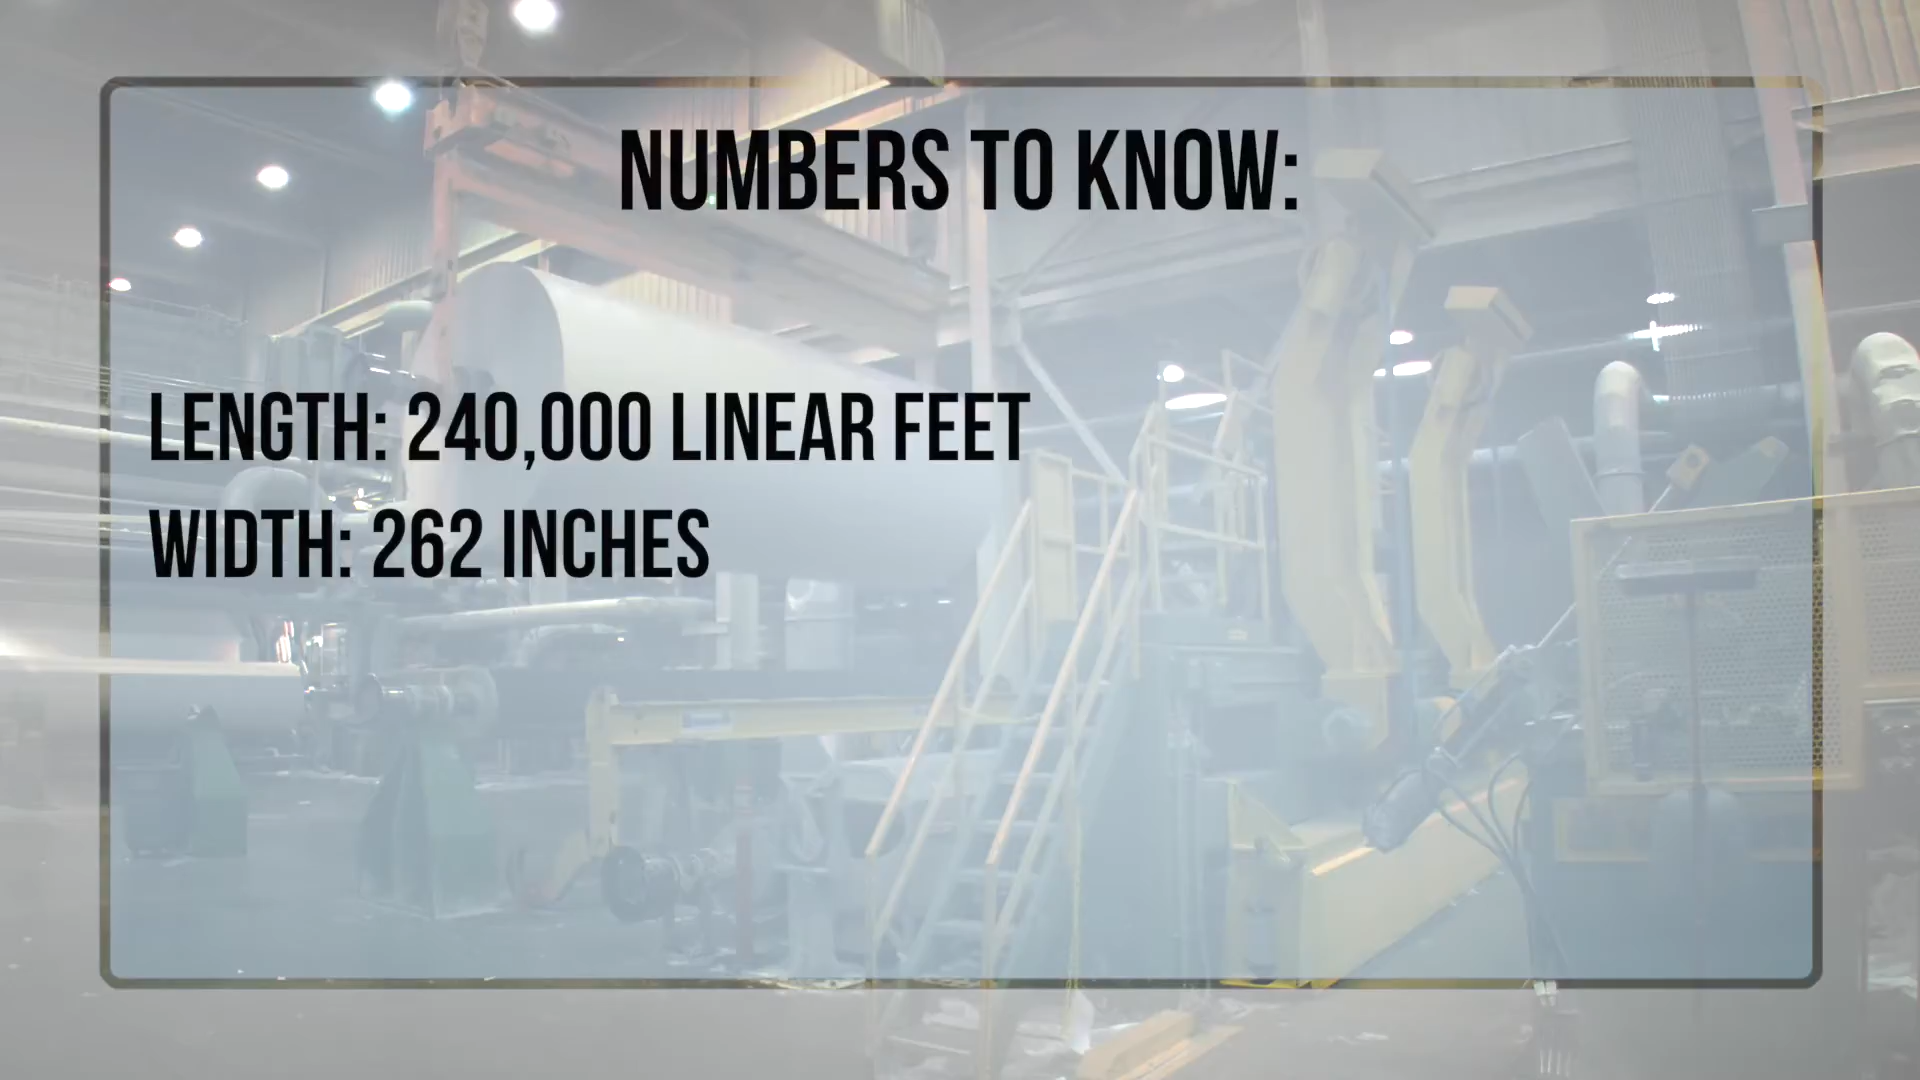 NUMBERS TO KNOW:
LENGTH: 240,000 LINEAR FEET
WIDTH: 262 INCHES